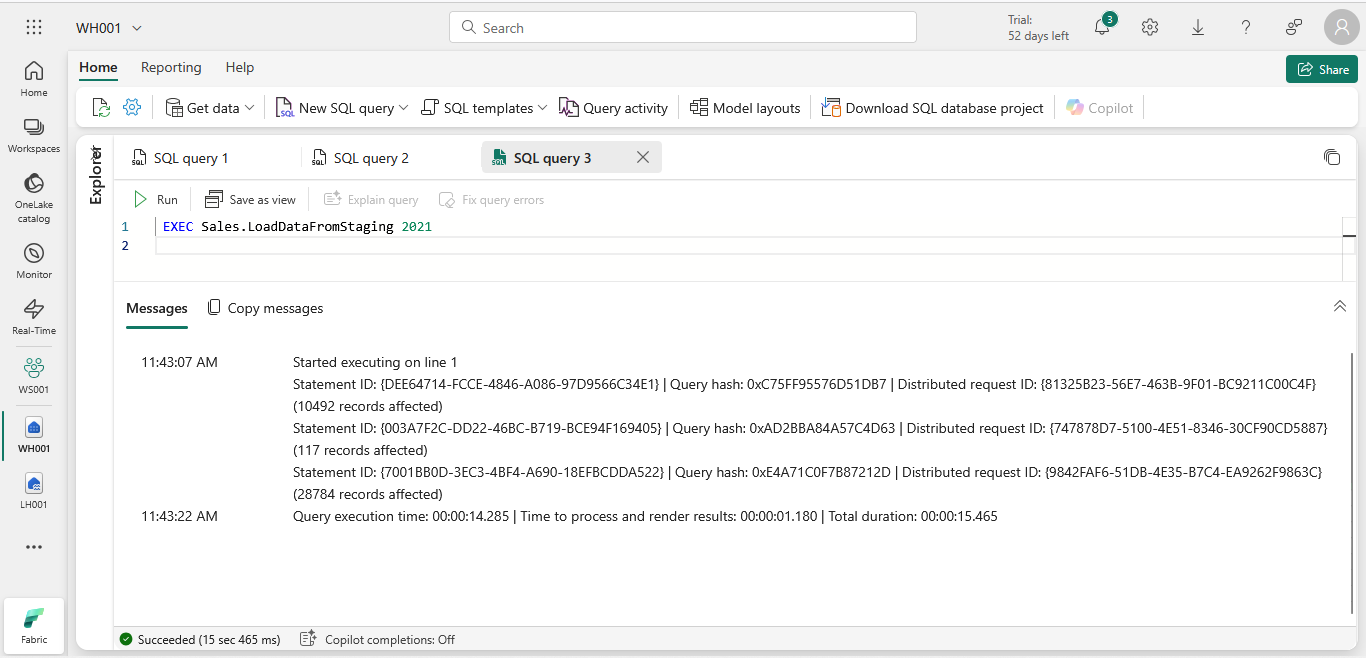 WH001
Search
Trial:
52 days left
3
Home
Workspaces
OneLake
catalog
Monitor
Real-Time
WS001
WH001
LH001
Fabric
Home Reporting Help
Share
Get data New SQL query SQL templates Query activity Model layouts Download SQL database project Copilot
Explorer
SQL query 1 SQL query 2 SQL query 3
Run Save as view Explain query Fix query errors
1 EXEC Sales.LoadDataFromStaging 2021
2
Messages Copy messages
11:43:07 AM Started executing on line 1
Statement ID: {DEE64714-FCCE-4846-A086-97D9566C34E1} | Query hash: 0xC75FF95576D51DB7 | Distributed request ID: {81325B23-56E7-463B-9F01-BC9211C00C4F}
(10492 records affected)
Statement ID: {003A7F2C-DD22-46BC-B719-BCE94F169405} | Query hash: 0xAD2BBA84A57C4D63 | Distributed request ID: {747878D7-5100-4E51-8346-30CF90CD5887}
(117 records affected)
Statement ID: {7001BB0D-3EC3-4BF4-A690-18EFBCDDA522} | Query hash: 0xE4A71C0F7B87212D | Distributed request ID: {9842FAF6-51DB-4E35-B7C4-EA9262F9863C}
(28784 records affected)
11:43:22 AM Query execution time: 00:00:14.285 | Time to process and render results: 00:00:01.180 | Total duration: 00:00:15.465
Succeeded (15 sec 465 ms) Copilot completions: Off